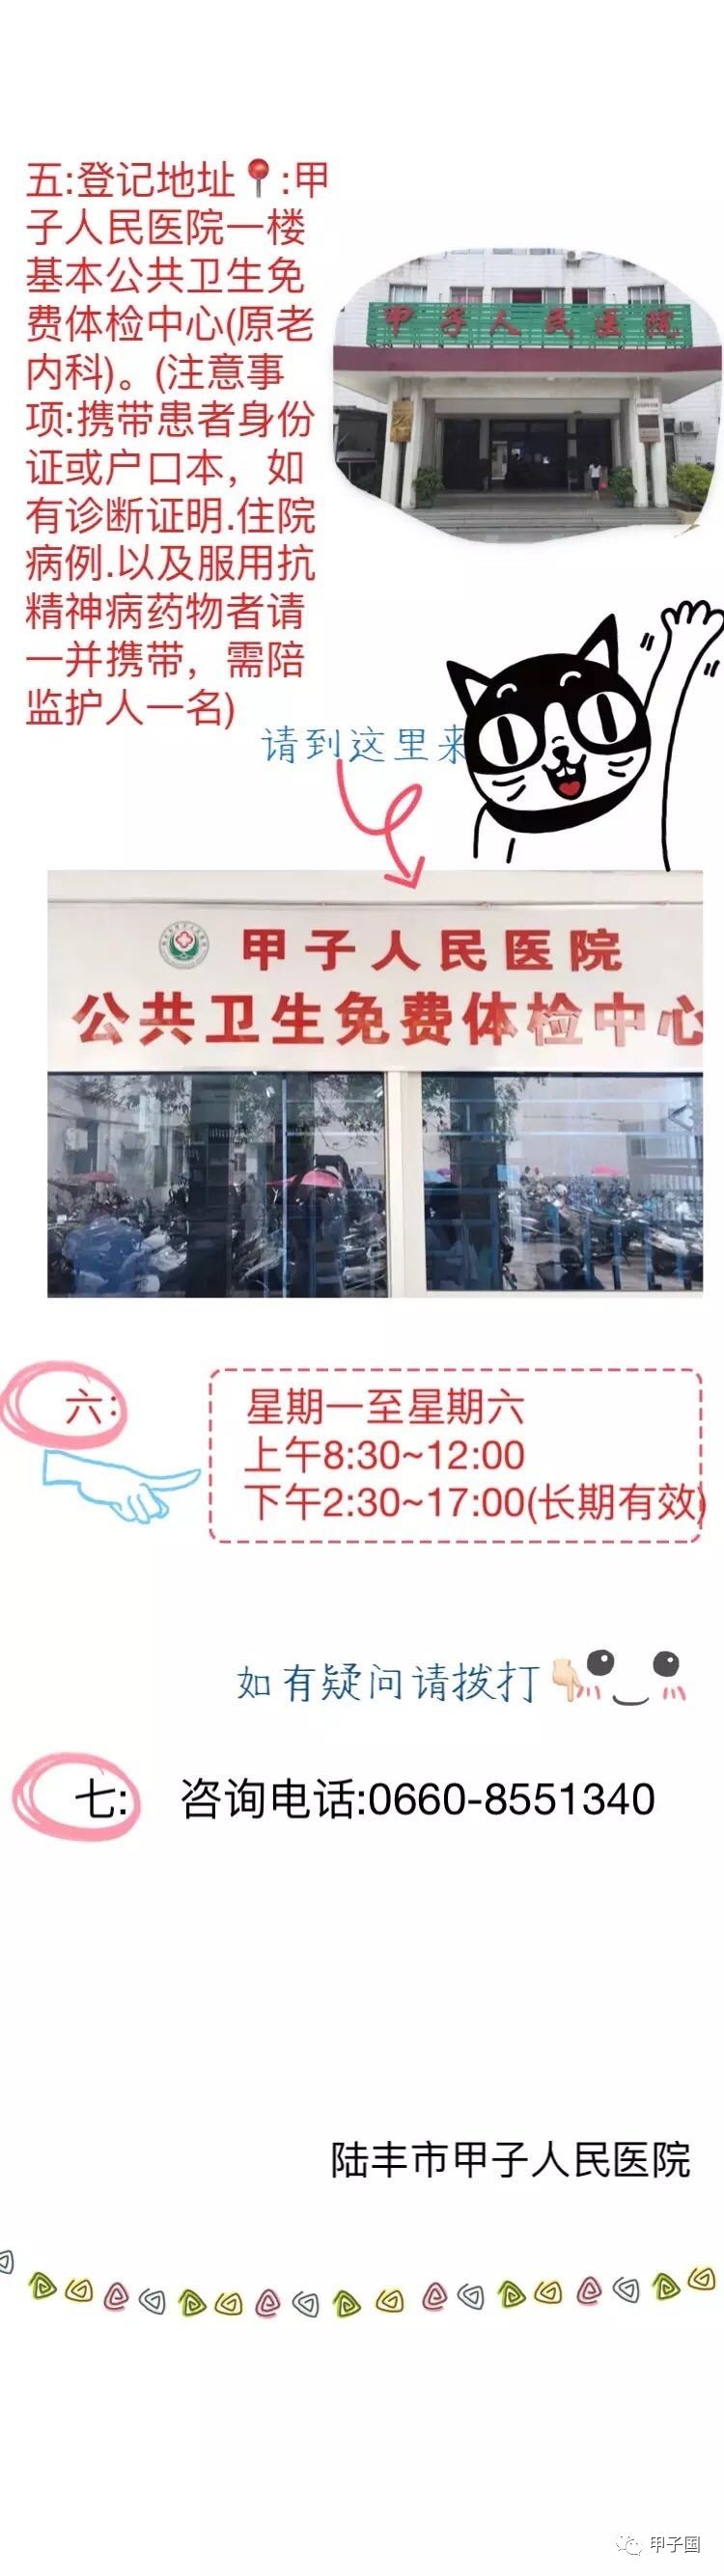 五:登记地址📍:甲
子人民医院一楼
基本公共卫生免
费体检中心(原老
内科)。(注意事
项:携带患者身份
证或户口本，如
有诊断证明.住院
病例.以及服用抗
精神病药物者请
一并携带，需陪
监护人一名)
甲子人民医院
请到这里来
甲子人民医院
公共卫生免费体检中心
六:
星期一至星期六
上午8:30~12:00
下午2:30~17:00(长期有效)
如有疑问请拨打👇🏻
七: 咨询电话:0660-8551340
陆丰市甲子人民医院
甲子国